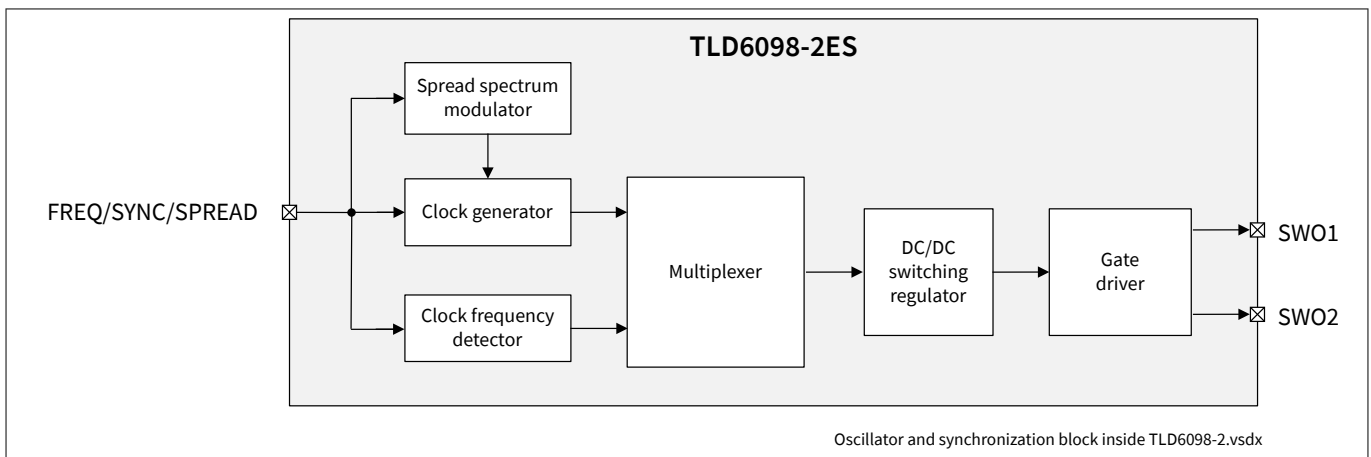 TLD6098-2ES
Spread spectrum
modulator
FREQ/SYNC/SPREAD
Clock generator
Clock frequency
detector
Multiplexer
DC/DC
switching
regulator
Gate
driver
SWO1
SWO2
Oscillator and synchronization block inside TLD6098-2.vsdx